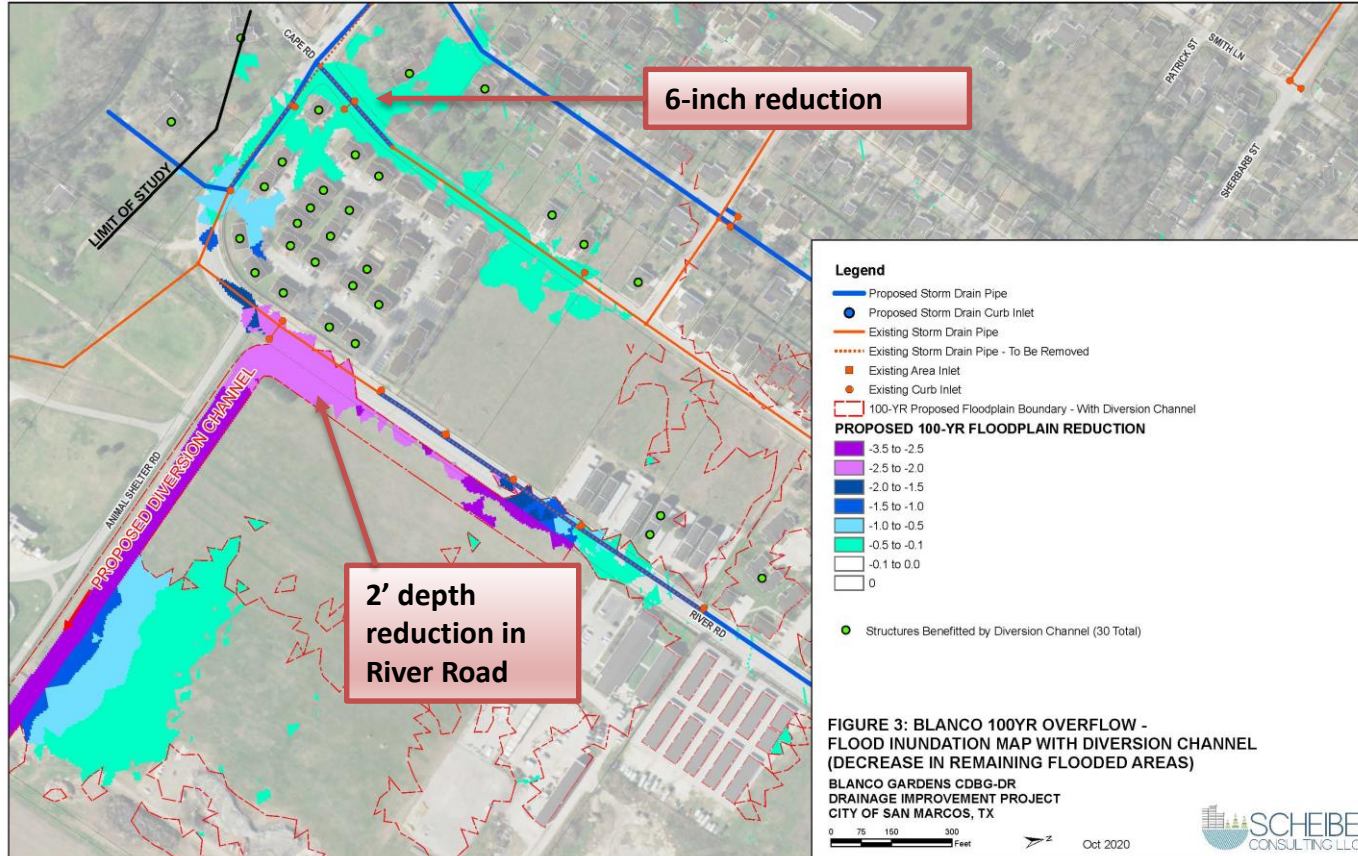 CAPE RD
6-inch reduction
PATRICK ST
SMITH LN
SHERBARB ST
LIMIT OF STUDY
ANIMAL SHELTER RD
PROPOSED DIVERSION CHANNEL
2’ depth
reduction in
River Road
RIVER RD
Legend
Proposed Storm Drain Pipe
Proposed Storm Drain Curb Inlet
Existing Storm Drain Pipe
Existing Storm Drain Pipe - To Be Removed
Existing Area Inlet
Existing Curb Inlet
100-YR Proposed Floodplain Boundary - With Diversion Channel
PROPOSED 100-YR FLOODPLAIN REDUCTION
-3.5 to -2.5
-2.5 to -2.0
-2.0 to -1.5
-1.5 to -1.0
-1.0 to -0.5
-0.5 to -0.1
-0.1 to 0.0
0
Structures Benefitted by Diversion Channel (30 Total)
FIGURE 3: BLANCO 100YR OVERFLOW -
FLOOD INUNDATION MAP WITH DIVERSION CHANNEL
(DECREASE IN REMAINING FLOODED AREAS)
BLANCO GARDENS CDBG-DR
DRAINAGE IMPROVEMENT PROJECT
CITY OF SAN MARCOS, TX
0 75 150 300
Feet
Z
Oct 2020
SCHEIBE
CONSULTING LLC